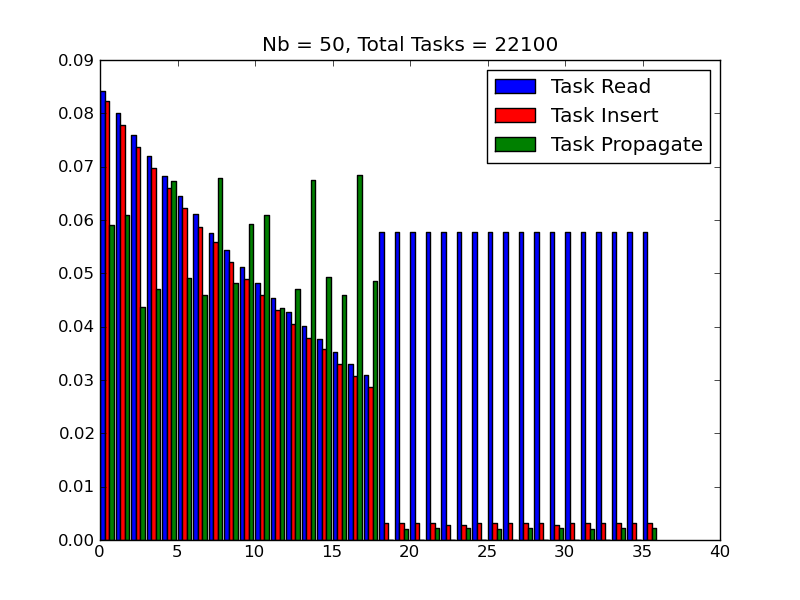 Nb = 50, Total Tasks = 22100
0.09
0.08
0.07
0.06
0.05
0.04
0.03
0.02
0.01
0.00
Task Read
Task Insert
Task Propagate
0 5 10 15 20 25 30 35 40